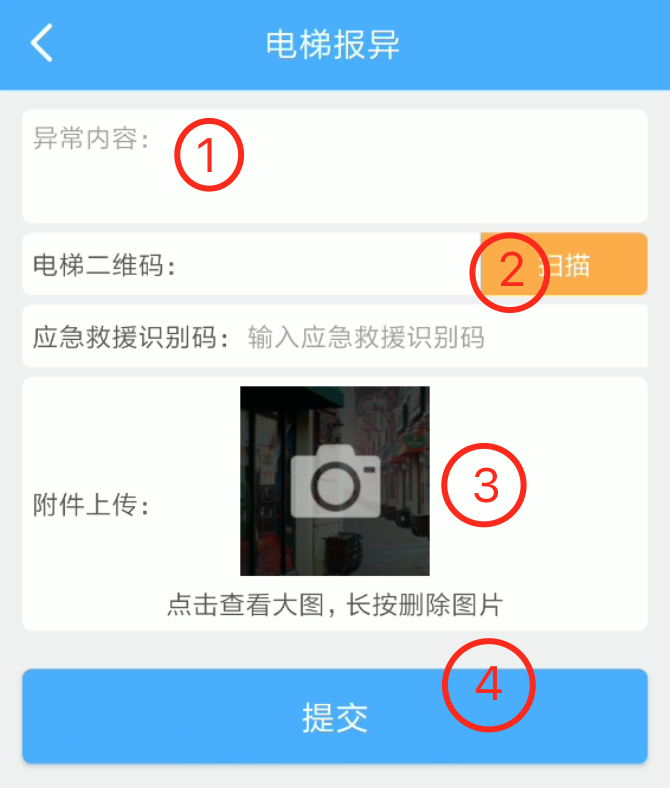 电梯报异
异常内容：
1
电梯二维码：
2
扫描
应急救援识别码：输入应急救援识别码
附件上传：
3
点击查看大图，长按删除图片
4
提交